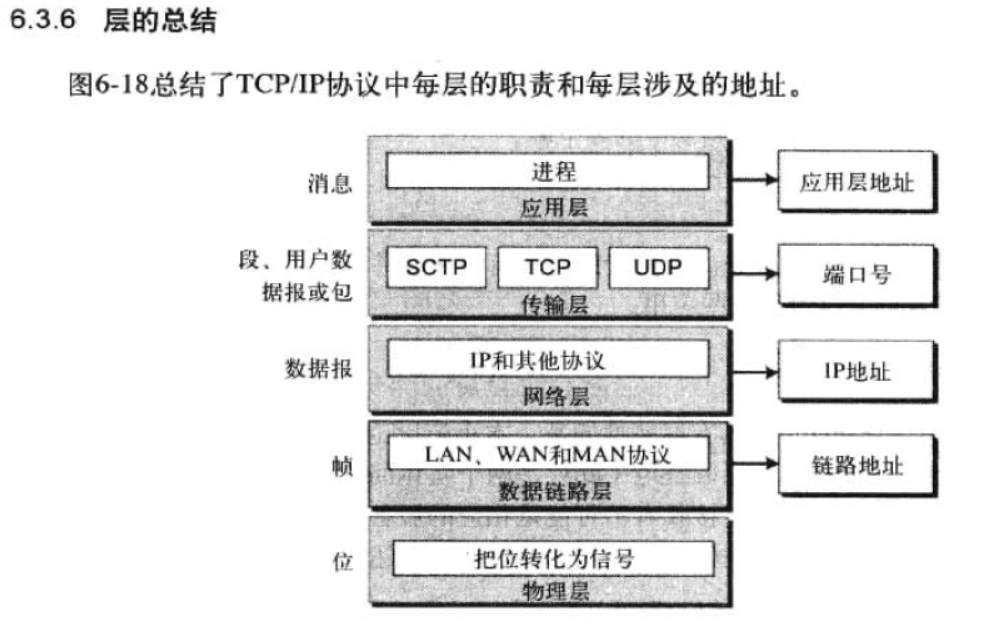 6.3.6 层的总结
图6-18总结了TCP/IP协议中每层的职责和每层涉及的地址。
消息
进程
应用层
应用层地址
段、用户数
据报或包
SCTP
TCP
UDP
传输层
端口号
数据报
IP和其他协议
网络层
IP地址
帧
LAN、WAN和MAN协议
数据链路层
链路地址
位
把位转化为信号
物理层